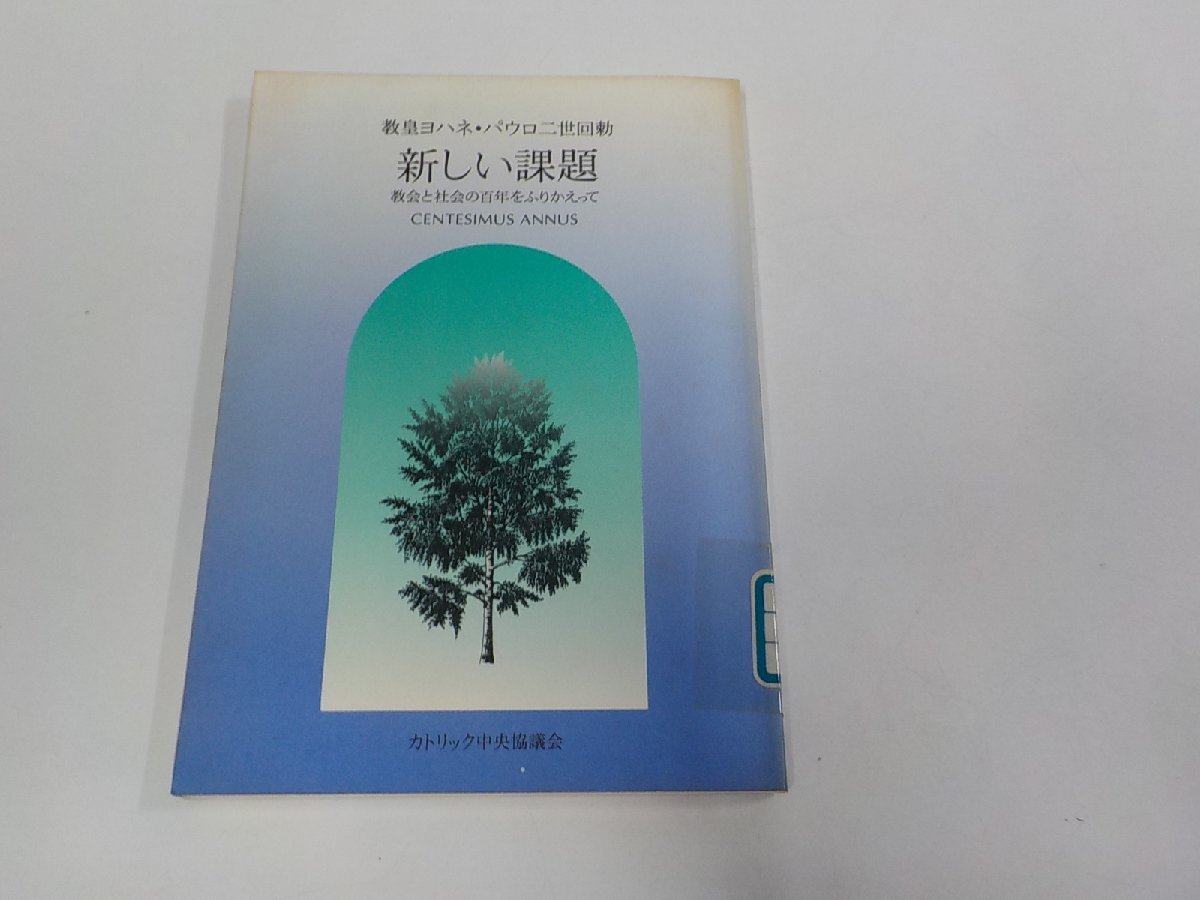 教皇ヨハネ・パウロ二世回勅
新しい課題
教会と社会の百年をふりかえって
CENTESIMUS ANNUS
カトリック中央協議会